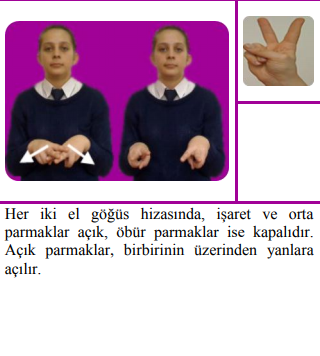 Her iki el göğüs hizasında, işaret ve orta
parmaklar açık, öbür parmaklar ise kapalıdır.
Açık parmaklar, birbirinin üzerinden yanlara
açılır.